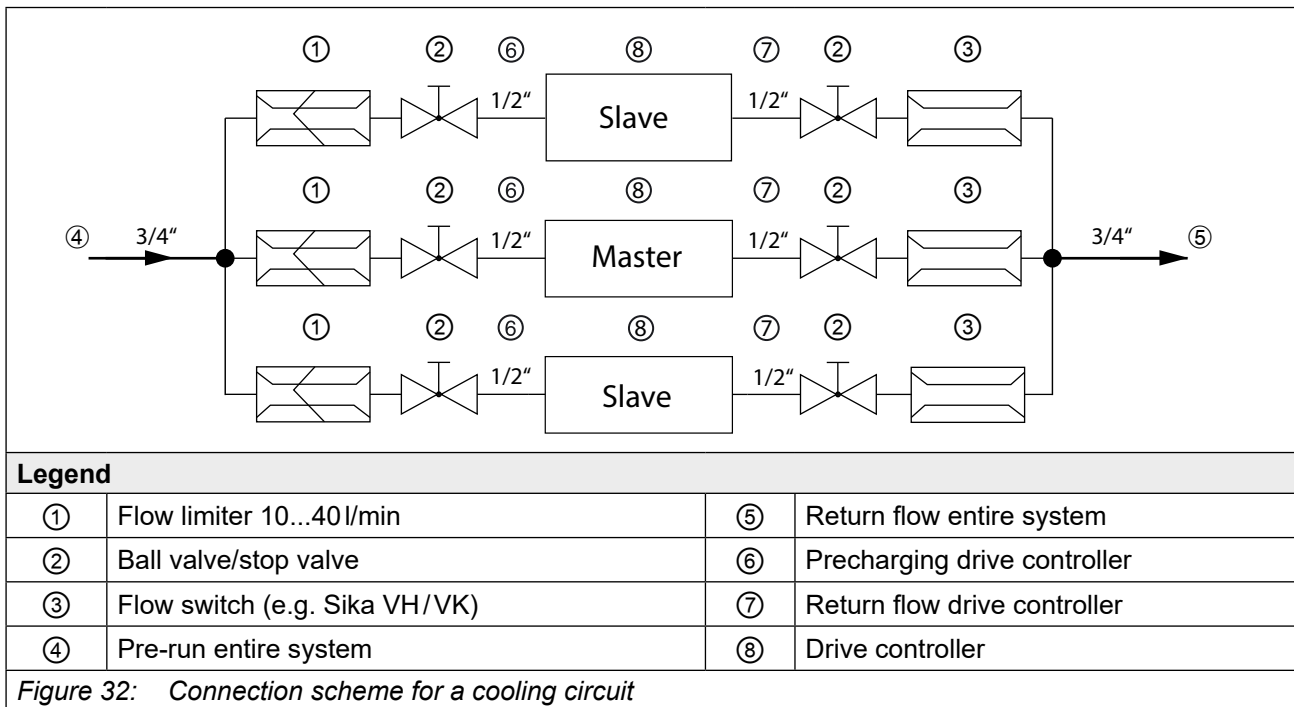 ① ② ⑥ ⑧ ⑦ ② ③
1/2“ Slave 1/2“
① ② ⑥ ⑧ ⑦ ② ③
④ 3/4“ 1/2“ Master 1/2“ 3/4“ ⑤
① ② ⑥ ⑧ ⑦ ② ③
1/2“ Slave 1/2“
Legend
① Flow limiter 10...40 l/min ⑤ Return flow entire system
② Ball valve/stop valve ⑥ Precharging drive controller
③ Flow switch (e.g. Sika VH/VK) ⑦ Return flow drive controller
④ Pre-run entire system ⑧ Drive controller
Figure 32: Connection scheme for a cooling circuit